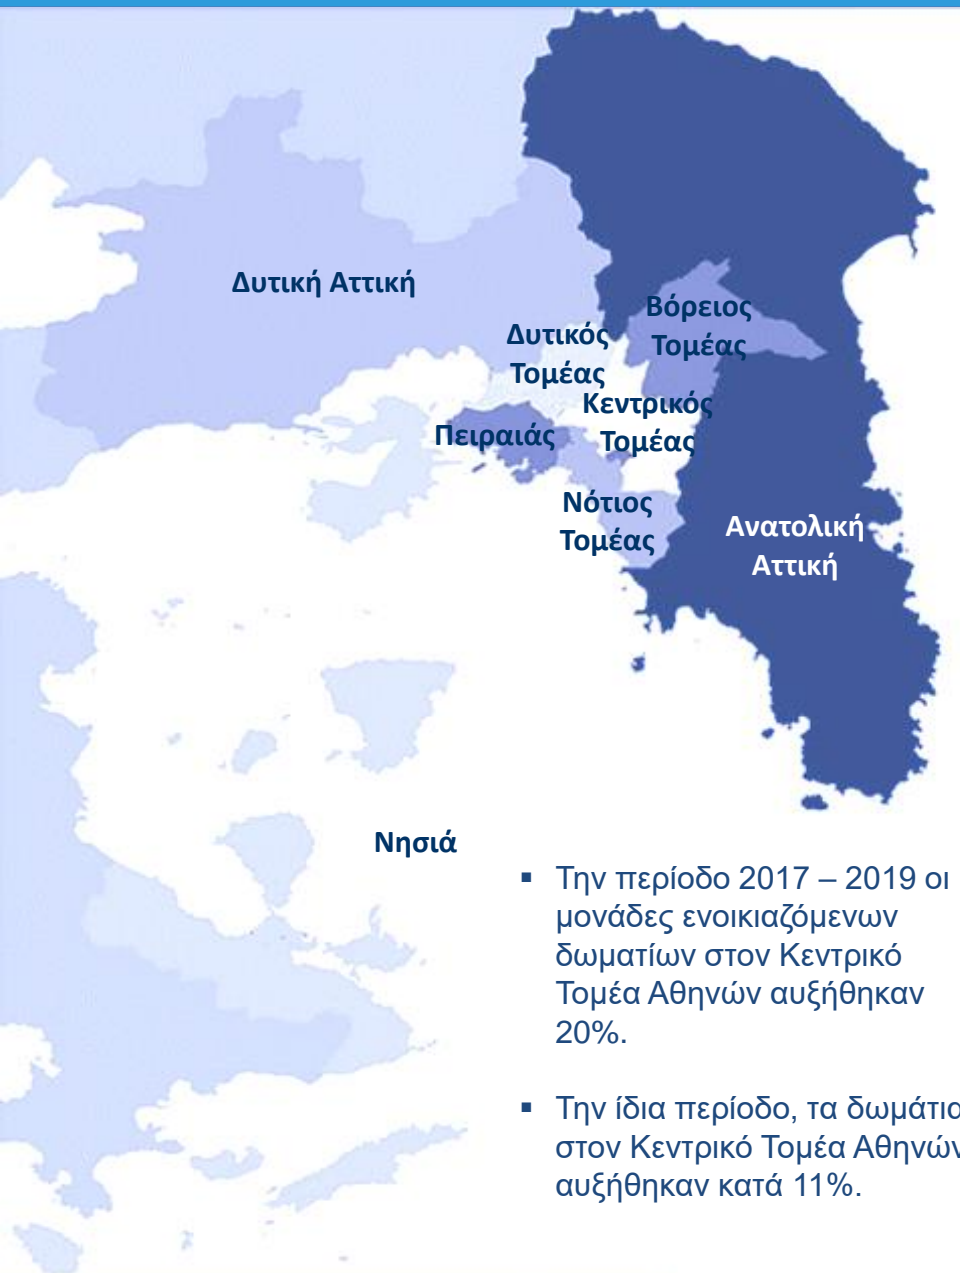 Δυτική Αττική
Βόρειος
Τομέας
Δυτικός
Τομέας
Κεντρικός
Τομέας
Πειραιάς
Νότιος
Τομέας
Ανατολική
Αττική
Νησιά
▪ Την περίοδο 2017 – 2019 οι
μονάδες ενοικιαζόμενων
δωματίων στον Κεντρικό
Τομέα Αθηνών αυξήθηκαν
20%.
▪ Την ίδια περίοδο, τα δωμάτια
στον Κεντρικό Τομέα Αθηνών
αυξήθηκαν κατά 11%.